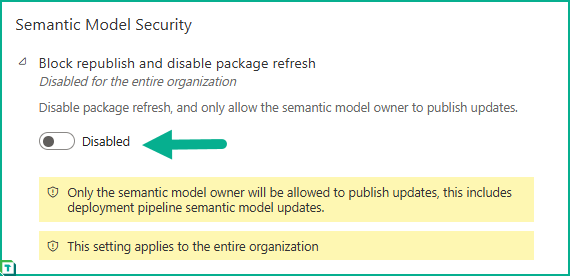 Semantic Model Security
Block republish and disable package refresh
Disabled for the entire organization
Disable package refresh, and only allow the semantic model owner to publish updates.
Disabled
Only the semantic model owner will be allowed to publish updates, this includes
deployment pipeline semantic model updates.
This setting applies to the entire organization
T